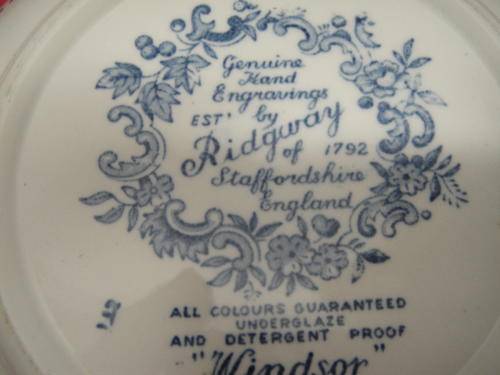 Genuine
Hand
Engravings
EST'D by
Ridgway
of 1792
Staffordshire
England
ALL COLOURS GUARANTEED
UNDERGLAZE
AND DETERGENT PROOF
"Windsor"